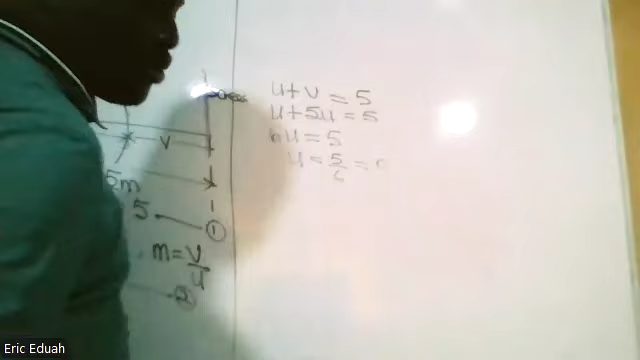 u+v = 5
u+5u = 5
6u = 5
u = 5/6 =
v
5m
5
①
m = v/u
②
Eric Eduah